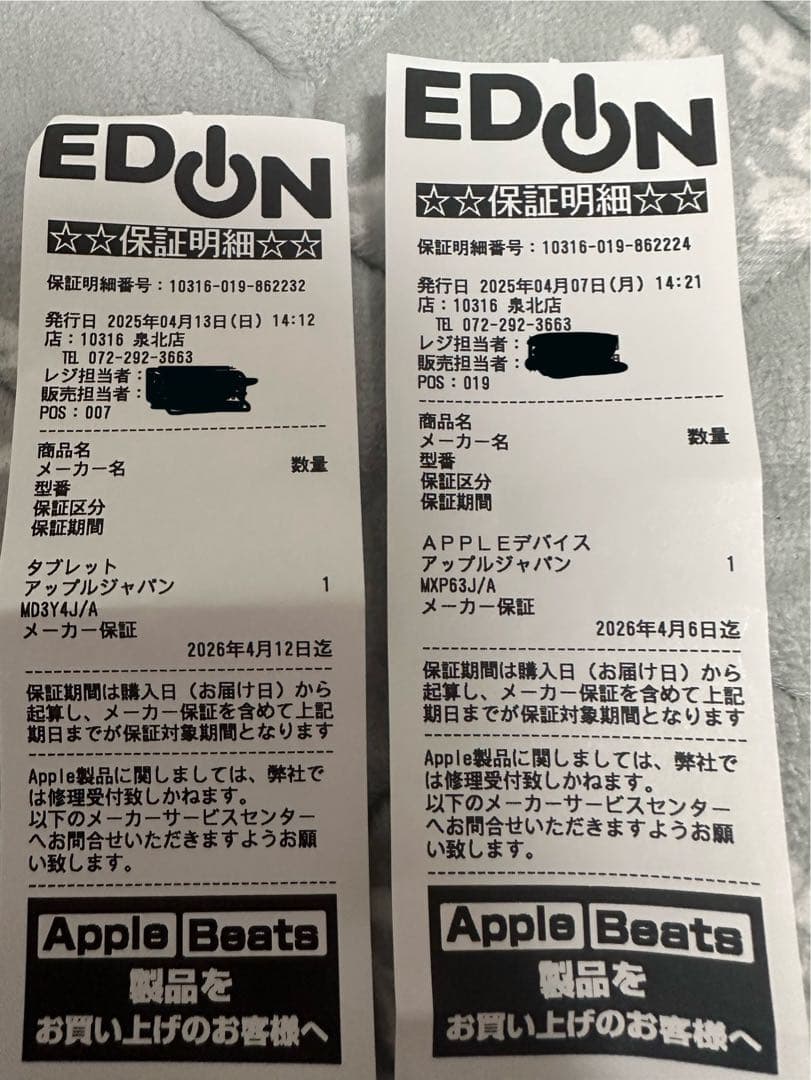 EDION
☆☆保証明細☆☆
保証明細番号：10316-019-862232
発行日 2025年04月13日(日) 14:12
店：10316 泉北店
TEL 072-292-3663
レジ担当者：
販売担当者：
POS：007
商品名
メーカー名 数量
型番
保証区分
保証期間
タブレット
アップルジャパン 1
MD3Y4J/A
メーカー保証
2026年4月12日迄
保証期間は購入日（お届け日）から
起算し、メーカー保証を含めて上記
期日までが保証対象期間となります
Apple製品に関しましては、弊社で
は修理受付致しかねます。
以下のメーカーサービスセンター
へお問合せいただきますようお願
い致します。
Apple Beats
製品を
お買い上げのお客様へ
EDION
☆☆保証明細☆☆
保証明細番号：10316-019-862224
発行日 2025年04月07日(月) 14:21
店：10316 泉北店
TEL 072-292-3663
レジ担当者：
販売担当者：
POS：019
商品名
メーカー名 数量
型番
保証区分
保証期間
ＡＰＰＬＥデバイス
アップルジャパン 1
MXP63J/A
メーカー保証
2026年4月6日迄
保証期間は購入日（お届け日）から
起算し、メーカー保証を含めて上記
期日までが保証対象期間となります
Apple製品に関しましては、弊社で
は修理受付致しかねます。
以下のメーカーサービスセンター
へお問合せいただきますようお願
い致します。
Apple Beats
製品を
お買い上げのお客様へ